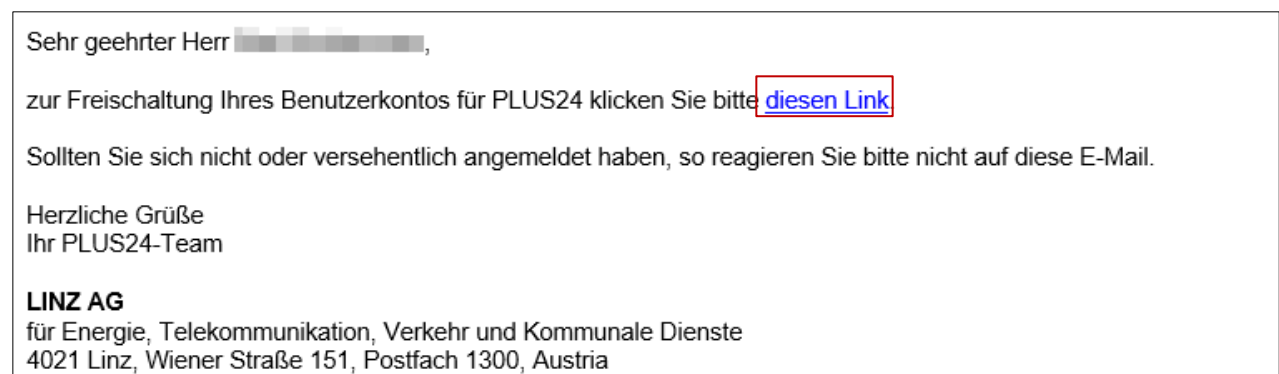 Sehr geehrter Herr ,
zur Freischaltung Ihres Benutzerkontos für PLUS24 klicken Sie bitte diesen Link.
Sollten Sie sich nicht oder versehentlich angemeldet haben, so reagieren Sie bitte nicht auf diese E-Mail.
Herzliche Grüße
Ihr PLUS24-Team
LINZ AG
für Energie, Telekommunikation, Verkehr und Kommunale Dienste
4021 Linz, Wiener Straße 151, Postfach 1300, Austria